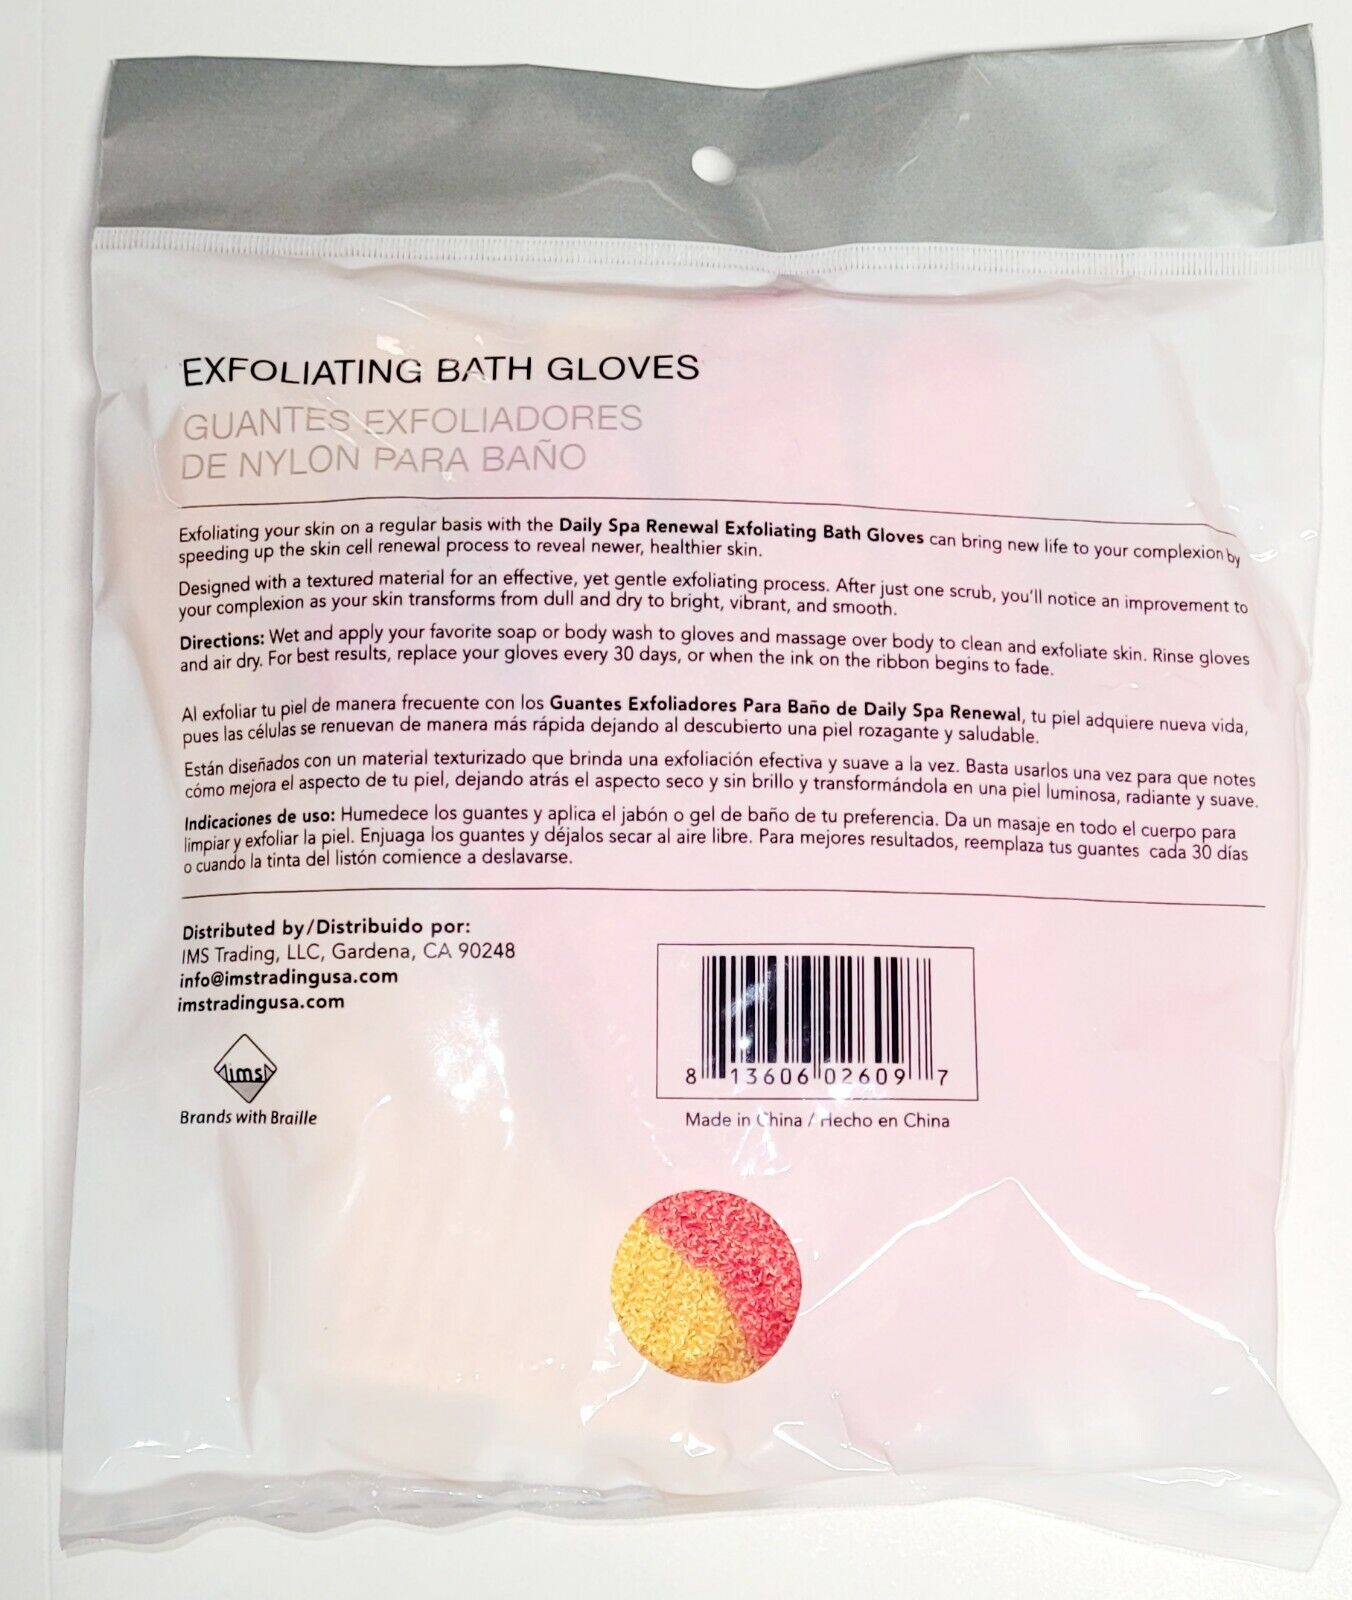 EXFOLIATING BATH GLOVES
GUANTES EXFOLIADORES
DE NYLON PARA BAÑO
Exfoliating your skin on a regular basis with the Daily Spa Renewal Exfoliating Bath Gloves can bring new life to your complexion by
speeding up the skin cell renewal process to reveal newer, healthier skin.
Designed with a textured material for an effective, yet gentle exfoliating process. After just one scrub, you'll notice an improvement to
your complexion as your skin transforms from dull and dry to bright, vibrant, and smooth.
Directions: Wet and apply your favorite soap or body wash to gloves and massage over body to clean and exfoliate skin. Rinse gloves
and air dry. For best results, replace your gloves every 30 days, or when the ink on the ribbon begins to fade.
Al exfoliar tu piel de manera frecuente con los Guantes Exfoliadores Para Baño de Daily Spa Renewal, tu piel adquiere nueva vida,
pues las células se renuevan de manera más rápida dejando al descubierto una piel rozagante y saludable.
Están diseñados con un material texturizado que brinda una exfoliación efectiva y suave a la vez. Basta usarlos una vez para que notes
cómo mejora el aspecto de tu piel, dejando atrás el aspecto seco y sin brillo y transformándola en una piel luminosa, radiante y suave.
Indicaciones de uso: Humedece los guantes y aplica el jabón o gel de baño de tu preferencia. Da un masaje en todo el cuerpo para
limpiar y exfoliar la piel. Enjuaga los guantes y déjalos secar al aire libre. Para mejores resultados, reemplaza tus guantes cada 30 días
o cuando la tinta del listón comience a deslavarse.
Distributed by/Distribuido por:
IMS Trading, LLC, Gardena, CA 90248
info@imstradingusa.com
imstradingusa.com
ims
Brands with Braille
8 13606 02609 7
Made in China / Hecho en China